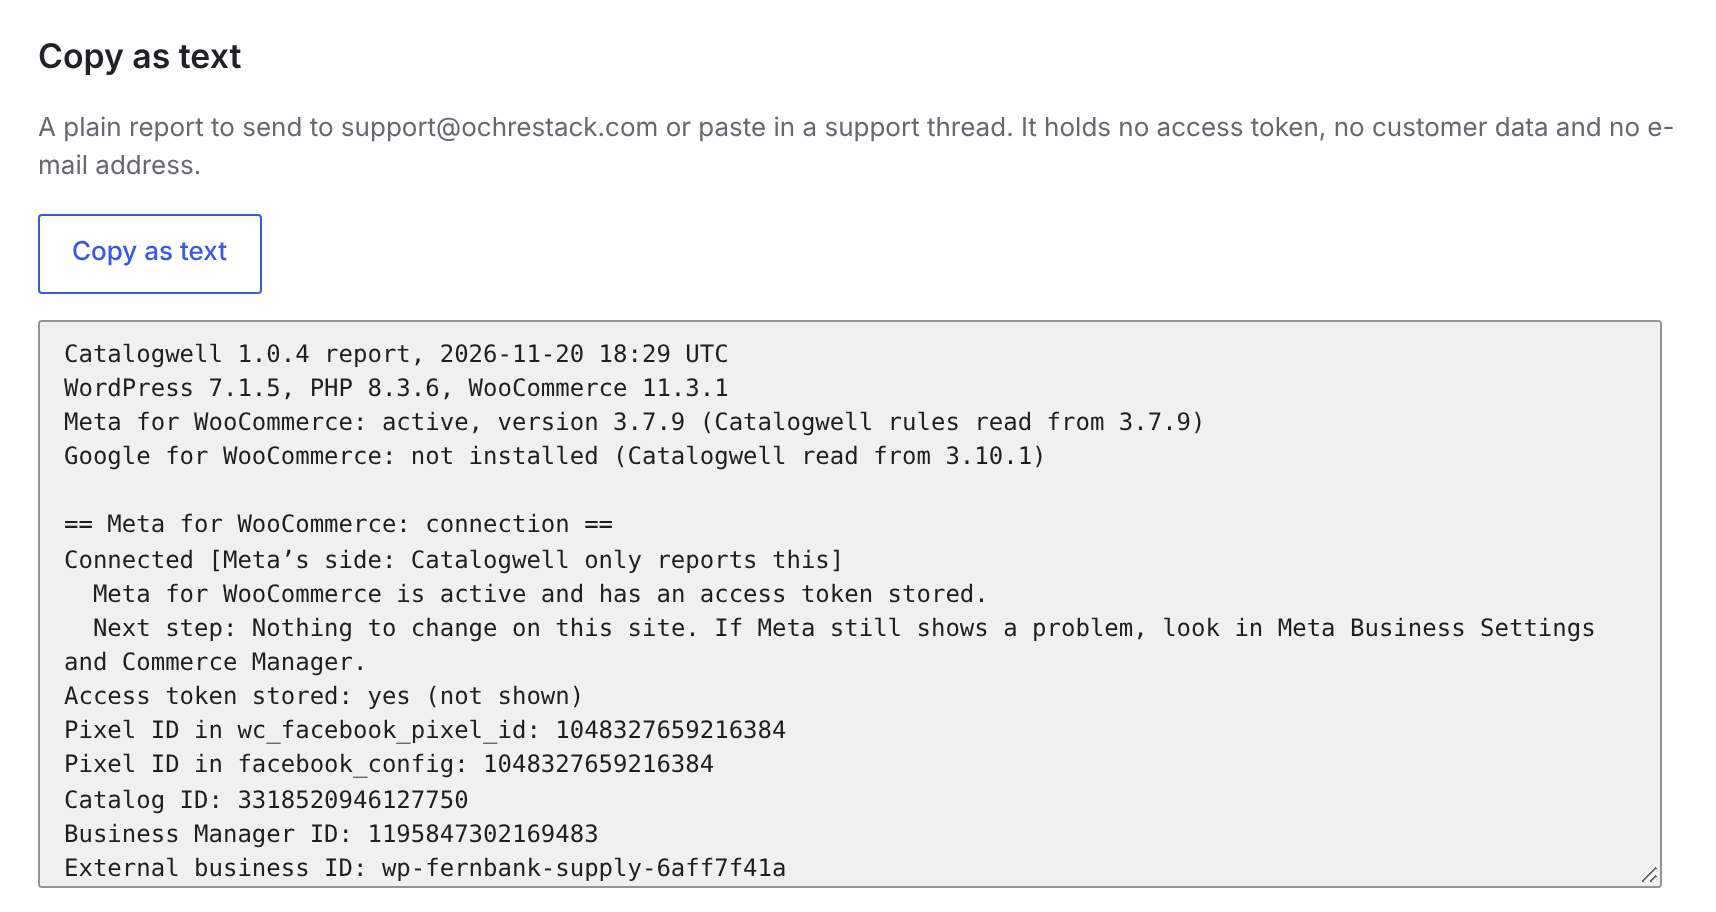 Copy as text
A plain report to send to support@ochrestack.com or paste in a support thread. It holds no access token, no customer data and no e-
mail address.
Copy as text
Catalogwell 1.0.4 report, 2026-11-20 18:29 UTC
WordPress 7.1.5, PHP 8.3.6, WooCommerce 11.3.1
Meta for WooCommerce: active, version 3.7.9 (Catalogwell rules read from 3.7.9)
Google for WooCommerce: not installed (Catalogwell read from 3.10.1)
== Meta for WooCommerce: connection ==
Connected [Meta’s side: Catalogwell only reports this]
Meta for WooCommerce is active and has an access token stored.
Next step: Nothing to change on this site. If Meta still shows a problem, look in Meta Business Settings
and Commerce Manager.
Access token stored: yes (not shown)
Pixel ID in wc_facebook_pixel_id: 1048327659216384
Pixel ID in facebook_config: 1048327659216384
Catalog ID: 3318520946127750
Business Manager ID: 1195847302169483
External business ID: wp-fernbank-supply-6aff7f41a